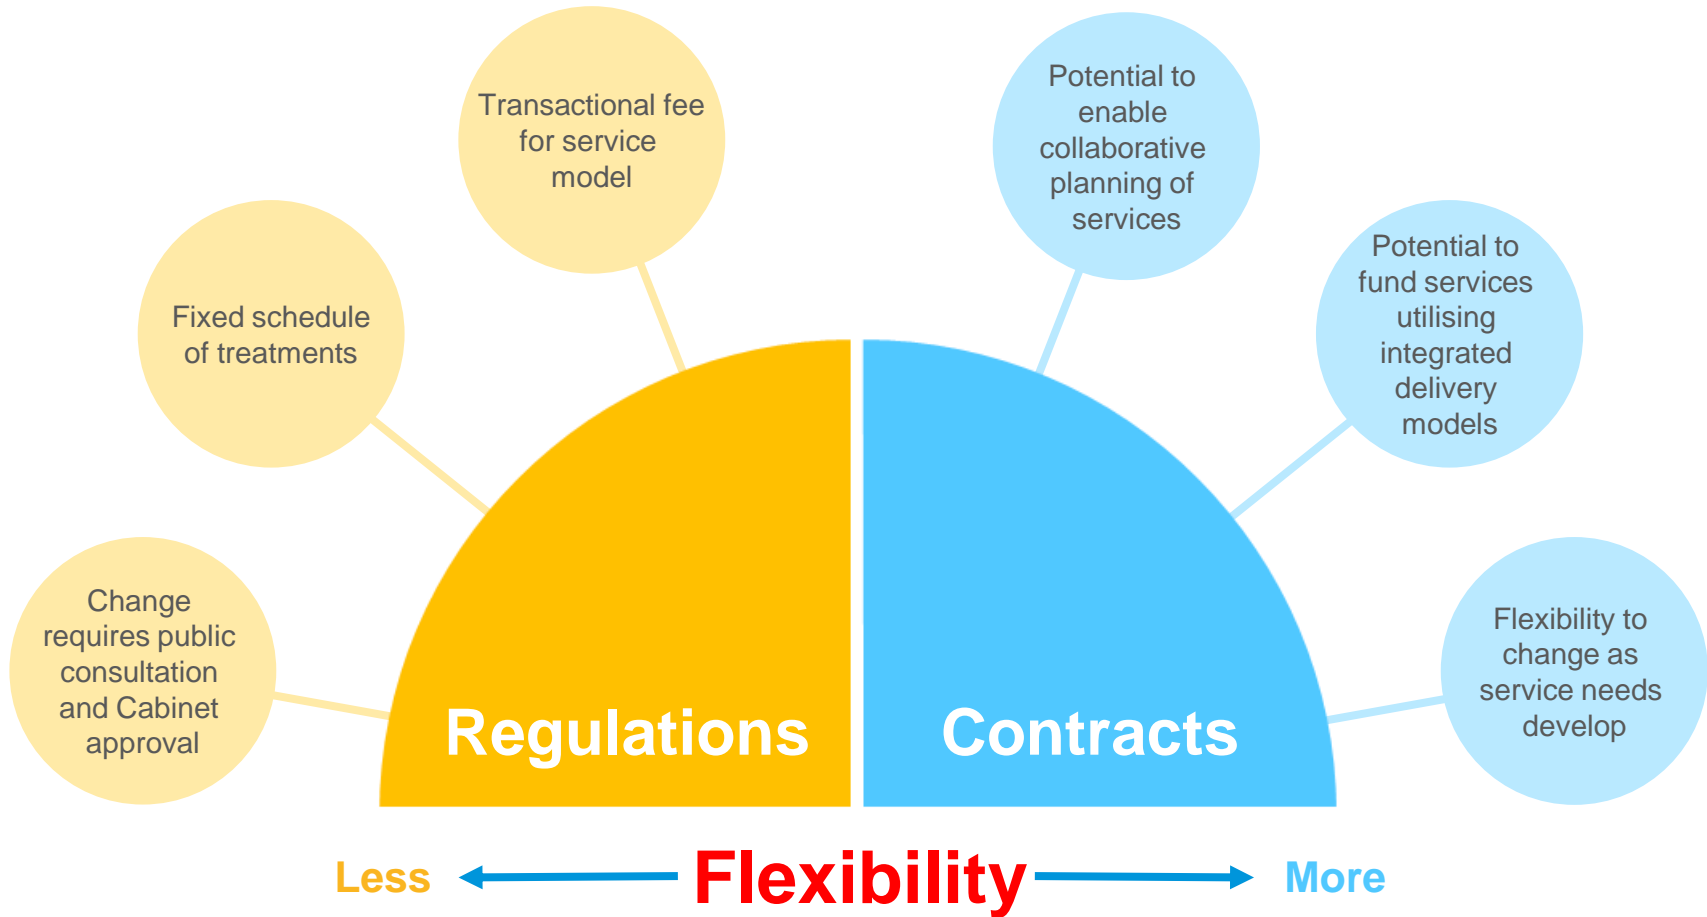 Transactional fee
for service
model
Fixed schedule
of treatments
Change
requires public
consultation
and Cabinet
approval
Potential to
enable
collaborative
planning of
services
Potential to
fund services
utilising
integrated
delivery
models
Flexibility to
change as
service needs
develop
Regulations
Contracts
Less
Flexibility
More